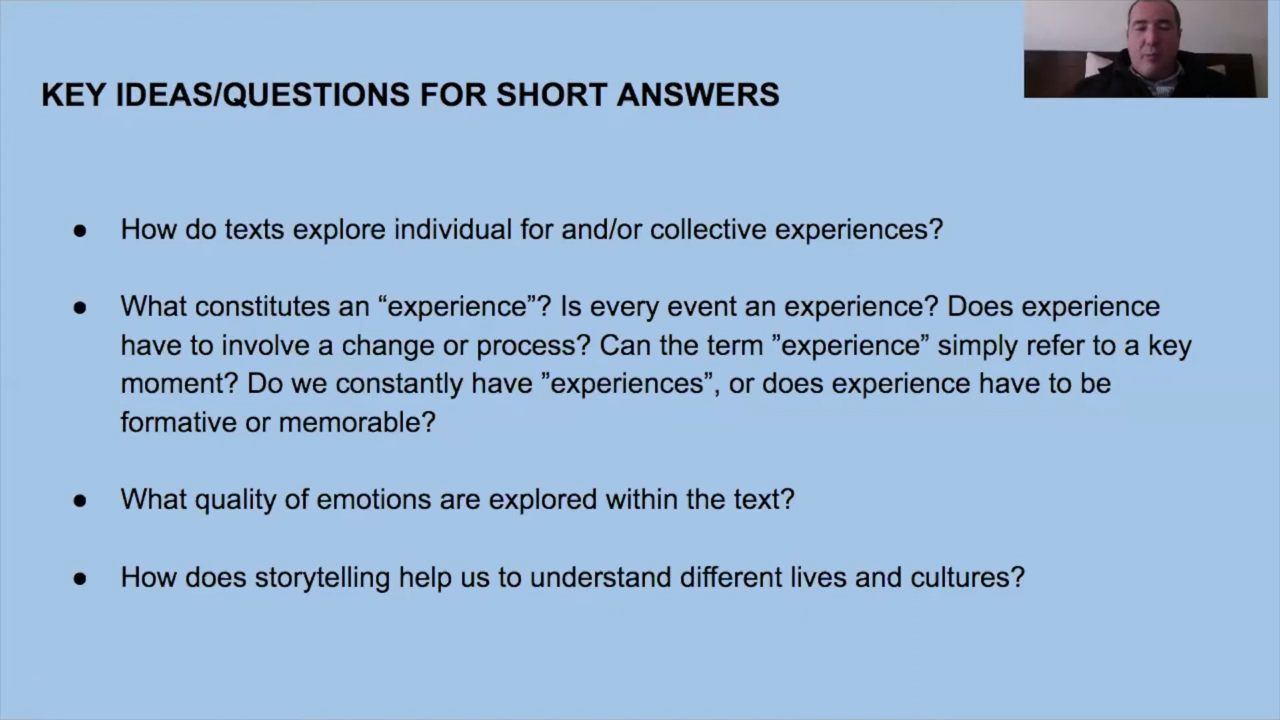 KEY IDEAS/QUESTIONS FOR SHORT ANSWERS
● How do texts explore individual for and/or collective experiences?
● What constitutes an “experience”? Is every event an experience? Does experience
have to involve a change or process? Can the term ”experience” simply refer to a key
moment? Do we constantly have ”experiences”, or does experience have to be
formative or memorable?
● What quality of emotions are explored within the text?
● How does storytelling help us to understand different lives and cultures?